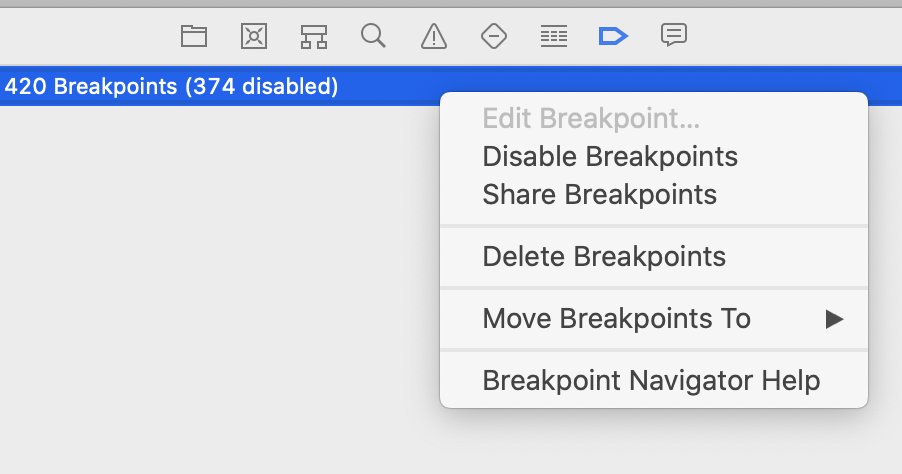 420 Breakpoints (374 disabled)
Edit Breakpoint...
Disable Breakpoints
Share Breakpoints
Delete Breakpoints
Move Breakpoints To
Breakpoint Navigator Help